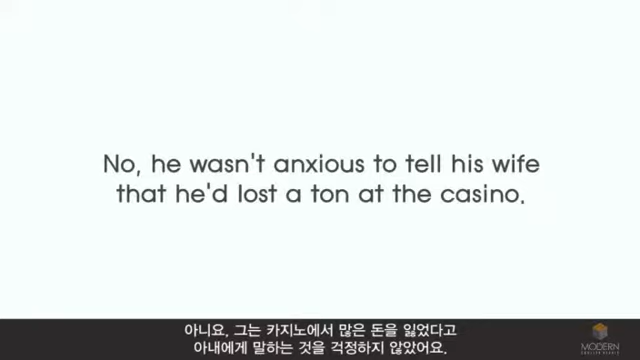 No, he wasn't anxious to tell his wife
that he'd lost a ton at the casino.
아니요, 그는 카지노에서 많은 돈을 잃었다고
아내에게 말하는 것을 걱정하지 않았어요.
MODERN